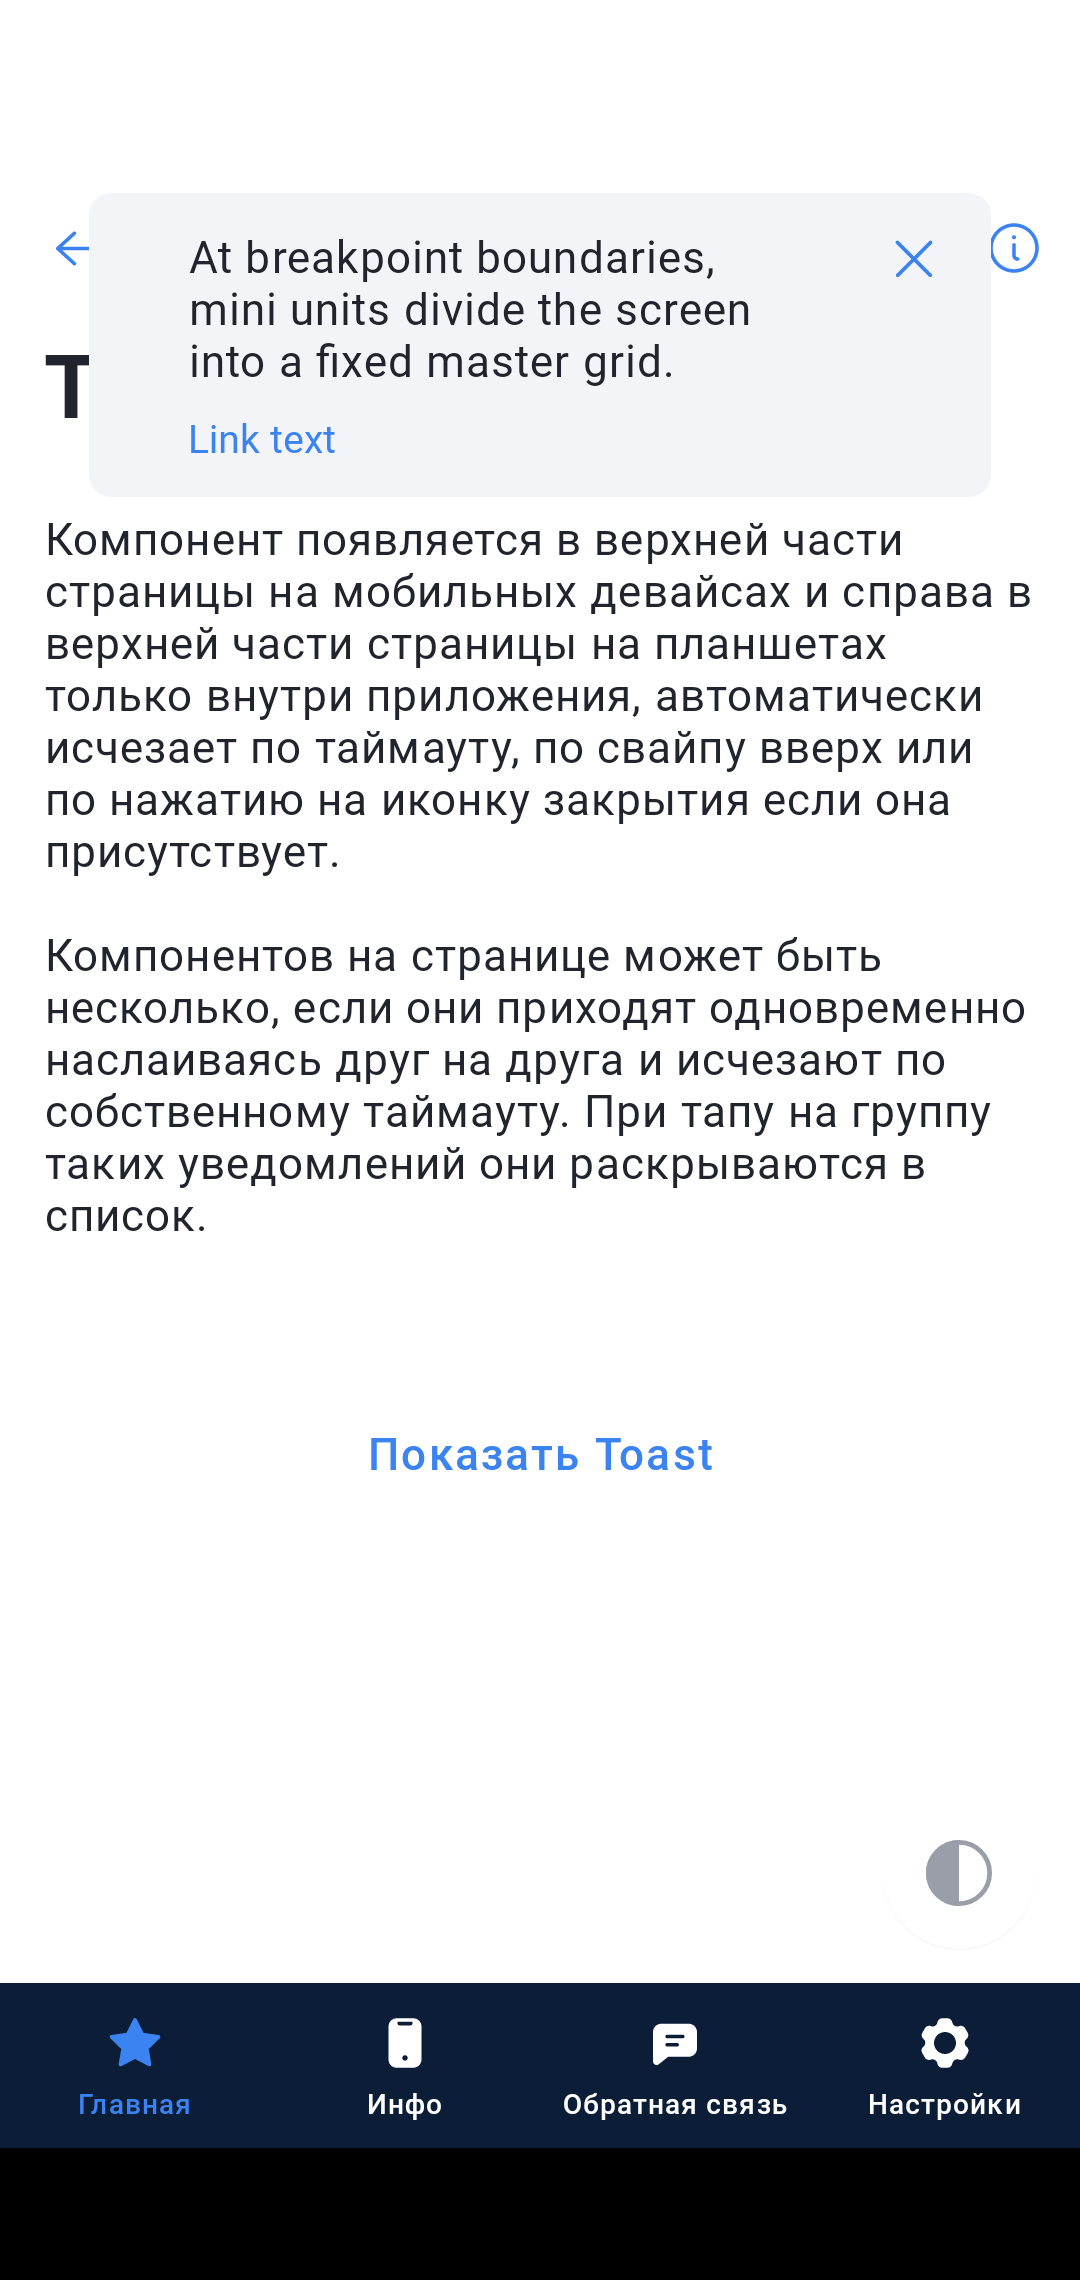 At breakpoint boundaries,
mini units divide the screen
into a fixed master grid.
Link text
T
Компонент появляется в верхней части
страницы на мобильных девайсах и справа в
верхней части страницы на планшетах
только внутри приложения, автоматически
исчезает по таймауту, по свайпу вверх или
по нажатию на иконку закрытия если она
присутствует.
Компонентов на странице может быть
несколько, если они приходят одновременно
наслаиваясь друг на друга и исчезают по
собственному таймауту. При тапу на группу
таких уведомлений они раскрываются в
список.
Показать Toast
Главная
Инфо
Обратная связь
Настройки